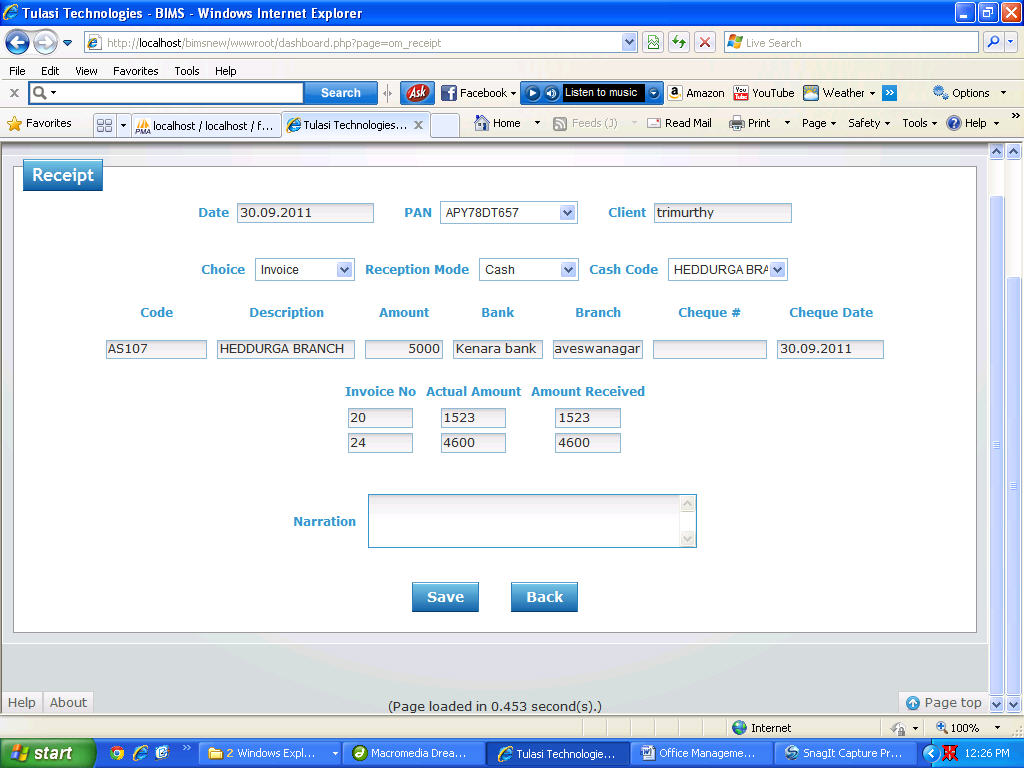 Tulasi Technologies - BIMS - Windows Internet Explorer
http://localhost/bimsnew/wwwroot/dashboard.php?page=om_receipt
Live Search
File Edit View Favorites Tools Help
x Search Ask Facebook Listen to music a Amazon YouTube Weather » Options
Favorites PMA localhost / localhost / f... Tulasi Technologies... X Home Feeds (J) Read Mail Print Page Safety Tools Help »
Receipt
Date 30.09.2011 PAN APY78DT657 Client trimurthy
Choice Invoice Reception Mode Cash Cash Code HEDDURGA BRA
Code Description Amount Bank Branch Cheque # Cheque Date
AS107 HEDDURGA BRANCH 5000 Kenara bank aveswanagar 30.09.2011
Invoice No Actual Amount Amount Received
20 1523 1523
24 4600 4600
Narration
Save Back
Help About (Page loaded in 0.453 second(s).) Page top
Internet 100%
start » 2 Windows Expl... Macromedia Drea... Tulasi Technologie... Office Manageme... SnagIt Capture Pr... 12:26 PM